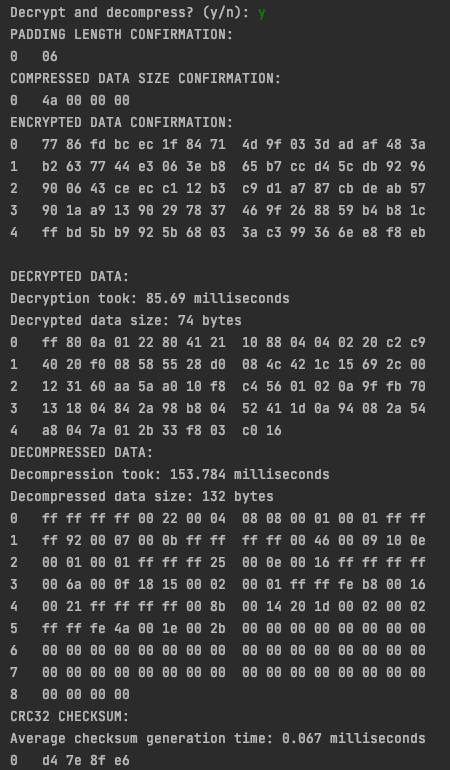 Decrypt and decompress? (y/n): y
PADDING LENGTH CONFIRMATION:
0 06
COMPRESSED DATA SIZE CONFIRMATION:
0 4a 00 00 00
ENCRYPTED DATA CONFIRMATION:
0 77 86 fd bc ec 1f 84 71 4d 9f 03 3d ad af 48 3a
1 b2 63 77 44 e3 06 3e b8 65 b7 cc d4 5c db 92 96
2 90 06 43 ce ec c1 12 b3 c9 d1 a7 87 cb de ab 57
3 90 1a a9 13 90 29 78 37 46 9f 26 88 59 b4 b8 1c
4 ff bd 5b b9 92 5b 68 03 3a c3 99 36 6e e8 f8 eb
DECRYPTED DATA:
Decryption took: 85.69 milliseconds
Decrypted data size: 74 bytes
0 ff 80 0a 01 22 80 41 21 10 88 04 04 02 20 c2 c9
1 40 20 f0 08 58 55 28 d0 08 4c 42 1c 15 69 2c 00
2 12 31 60 aa 5a a0 10 f8 c4 56 01 02 0a 9f fb 70
3 13 18 04 84 2a 98 b8 04 52 41 1d 0a 94 08 2a 54
4 a8 04 7a 01 2b 33 f8 03 c0 16
DECOMPRESSED DATA:
Decompression took: 153.784 milliseconds
Decompressed data size: 132 bytes
0 ff ff ff ff 00 22 00 04 08 08 00 01 00 01 ff ff
1 ff 92 00 07 00 0b ff ff ff ff 00 46 00 09 10 0e
2 00 01 00 01 ff ff ff 25 00 0e 00 16 ff ff ff ff
3 00 6a 00 0f 18 15 00 02 00 01 ff ff fe b8 00 16
4 00 21 ff ff ff ff 00 8b 00 14 20 1d 00 02 00 02
5 ff ff fe 4a 00 1e 00 2b 00 00 00 00 00 00 00 00
6 00 00 00 00 00 00 00 00 00 00 00 00 00 00 00 00
7 00 00 00 00 00 00 00 00 00 00 00 00 00 00 00 00
8 00 00 00 00
CRC32 CHECKSUM:
Average checksum generation time: 0.067 milliseconds
0 d4 7e 8f e6